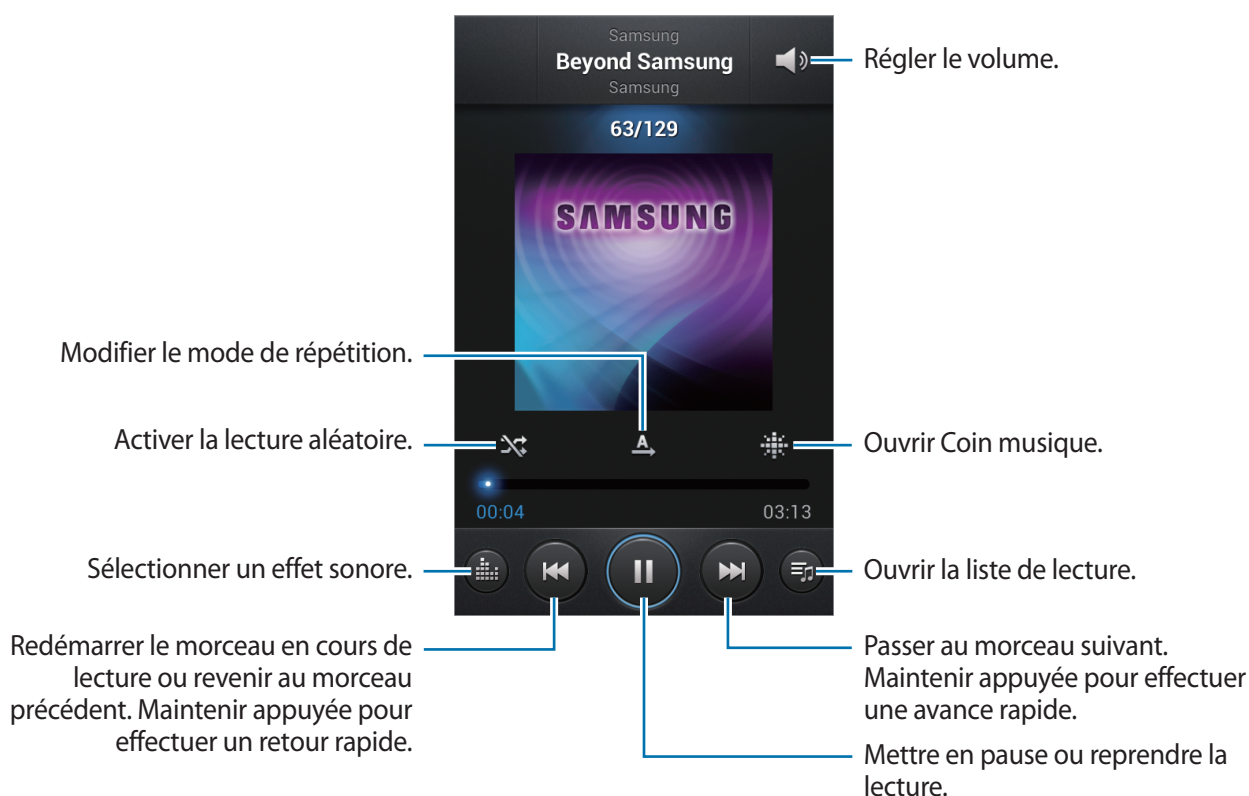 Samsung
Beyond Samsung
Samsung
Régler le volume.
63/129
SAMSUNG
Modifier le mode de répétition.
Activer la lecture aléatoire.
A
Ouvrir Coin musique.
00:04
03:13
Sélectionner un effet sonore.
Ouvrir la liste de lecture.
Redémarrer le morceau en cours de
lecture ou revenir au morceau
précédent. Maintenir appuyée pour
effectuer un retour rapide.
Passer au morceau suivant.
Maintenir appuyée pour effectuer
une avance rapide.
Mettre en pause ou reprendre la
lecture.